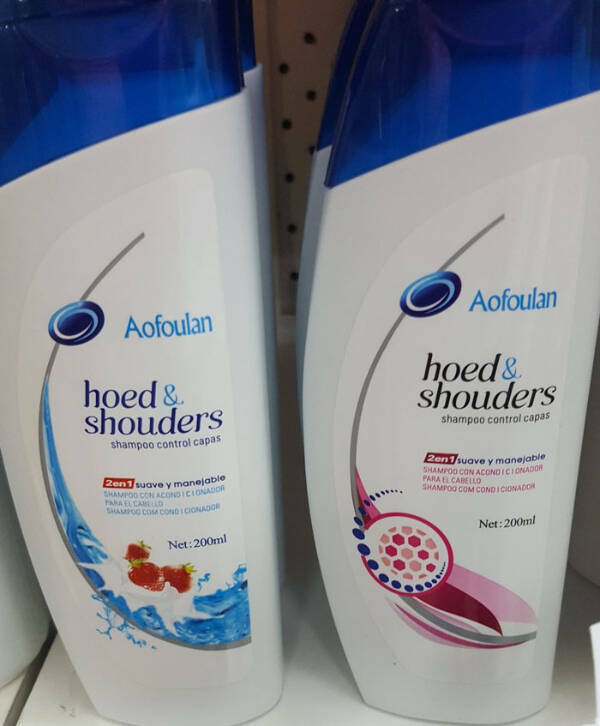 Aofoulan
hoed &
shouders
shampoo control capas
2en1 suave y manejable
SHAMPOO CON ACONDICIONADOR
PARA EL CABELLO
SHAMPOO COM CONDICIONADOR
Net:200ml
Aofoulan
hoed &
shouders
shampoo control capas
2en1 suave y manejable
SHAMPOO CON ACONDICIONADOR
PARA EL CABELLO
SHAMPOO COM CONDICIONADOR
Net:200ml